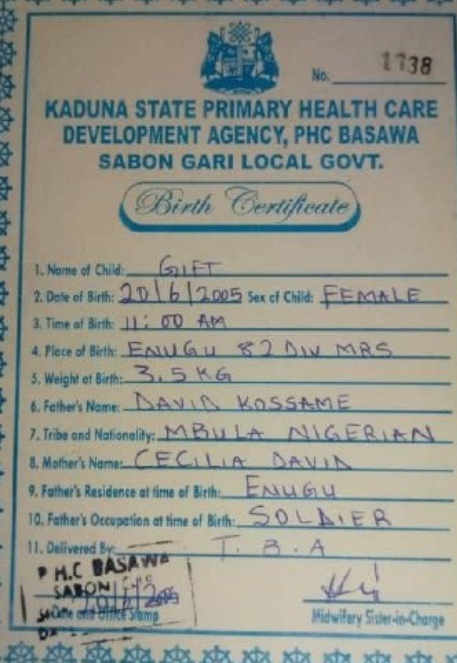 No. 1738
KADUNA STATE PRIMARY HEALTH CARE
DEVELOPMENT AGENCY, PHC BASAWA
SABON GARI LOCAL GOVT.
Birth Certificate
1. Name of Child: GIFT
2. Date of Birth: 20/6/2005 Sex of Child: FEMALE
3. Time of Birth: 11:00 AM
4. Place of Birth: ENUGU 82 DIV MRS
5. Weight at Birth: 3.5 KG
6. Father's Name: DAVID KOSSAME
7. Tribe and Nationality: MBULA NIGERIAN
8. Mother's Name: CECILIA DAVID
9. Father's Residence at time of Birth: ENUGU
10. Father's Occupation at time of Birth: SOLDIER
11. Delivered By: T. B. A
P H.C BASAWA
SABON
and Office Stamp
Midwifery Sister-in-Charge